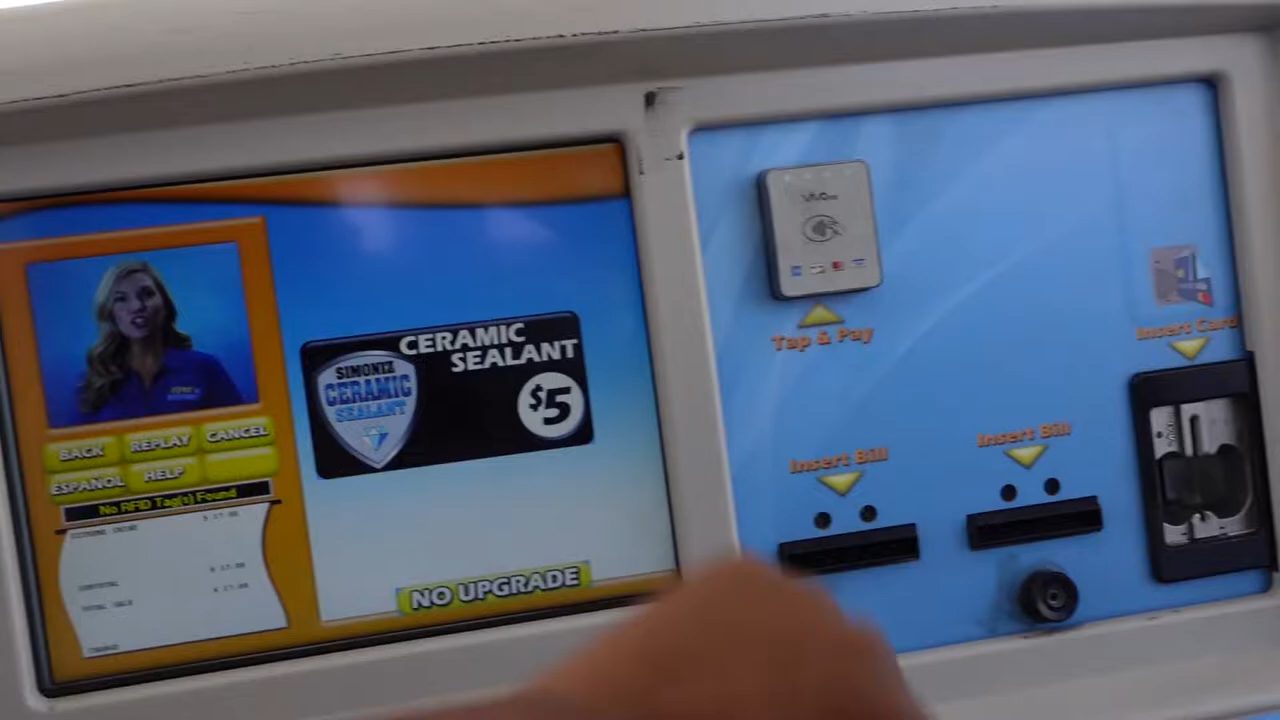 CERAMIC
SEALANT
SIMONIZ
CERAMIC
SEALANT
$5
BACK
REPLAY
CANCEL
ESPANOL
HELP
No RFID Tag(s) Found
NO UPGRADE
Tap & Pay
Insert Bill
Insert Bill
Insert Card